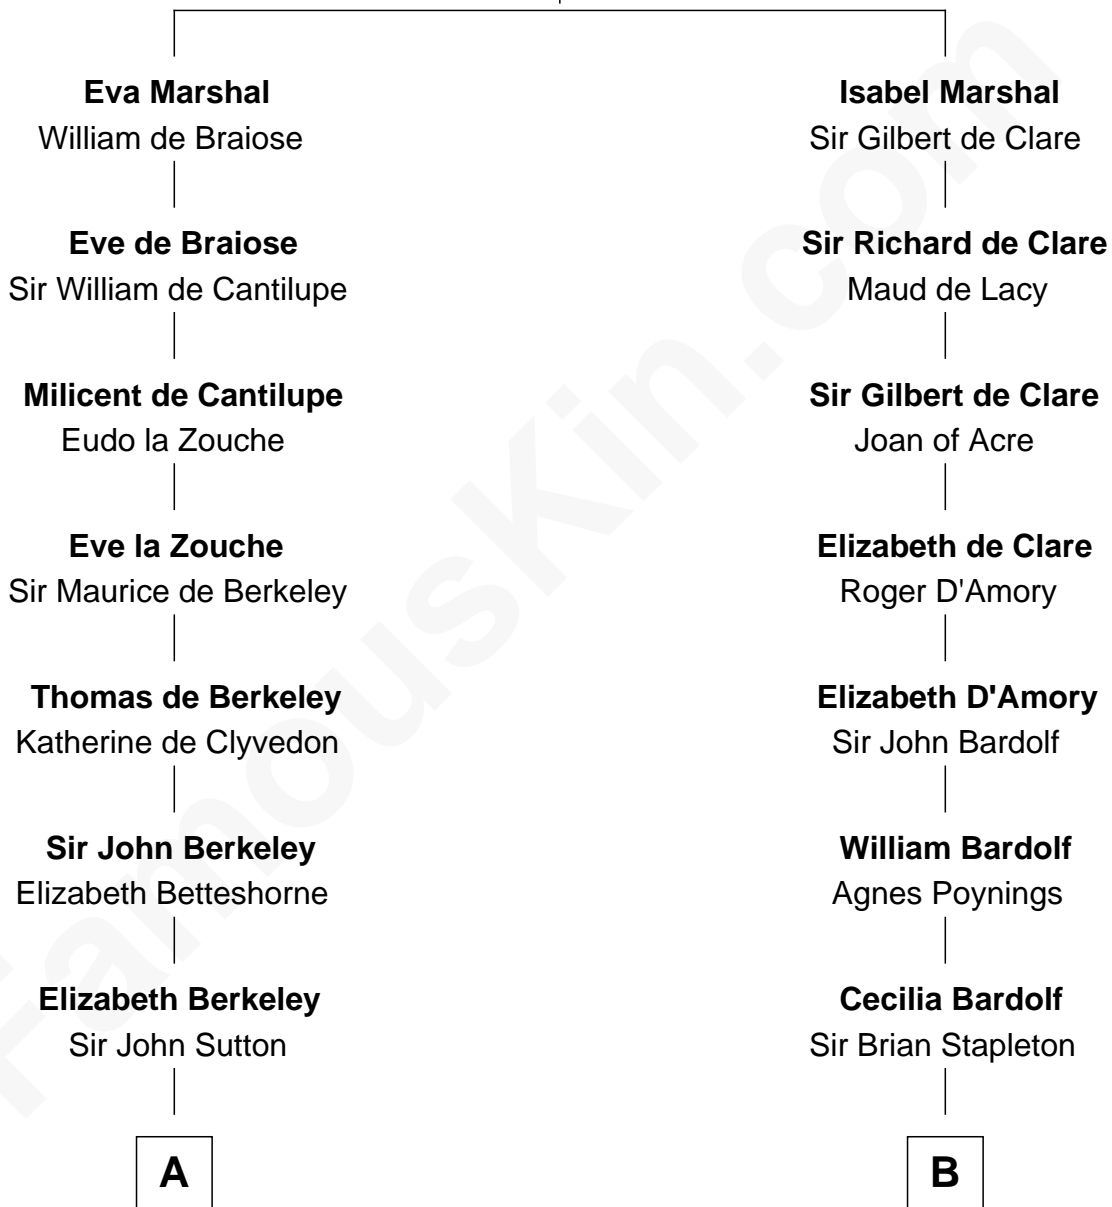 Eva Marshal
William de Braiose
Eve de Braiose
Sir William de Cantilupe
Milicent de Cantilupe
Eudo la Zouche
Eve la Zouche
Sir Maurice de Berkeley
Thomas de Berkeley
Katherine de Clyvedon
Sir John Berkeley
Elizabeth Betteshorne
Elizabeth Berkeley
Sir John Sutton
A
Isabel Marshal
Sir Gilbert de Clare
Sir Richard de Clare
Maud de Lacy
Sir Gilbert de Clare
Joan of Acre
Elizabeth de Clare
Roger D'Amory
Elizabeth D'Amory
Sir John Bardolf
William Bardolf
Agnes Poynings
Cecilia Bardolf
Sir Brian Stapleton
B
FamousKin.com